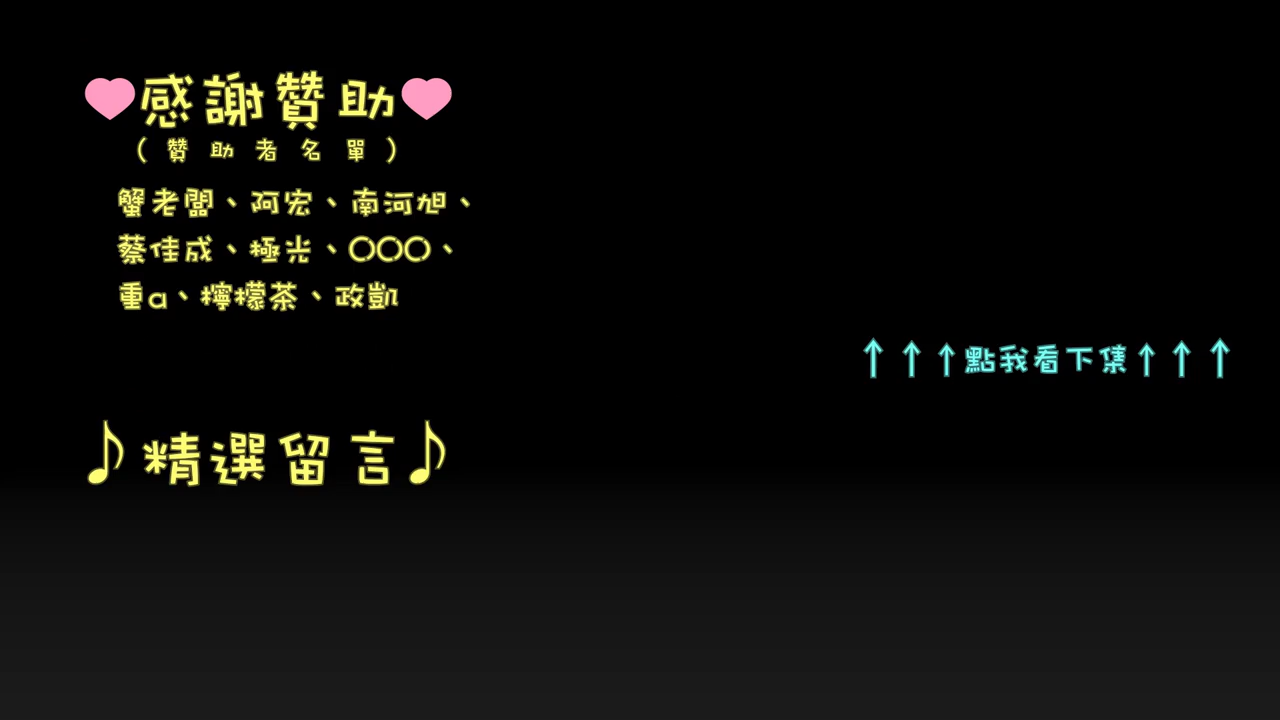 感謝贊助
(贊助者名單)
蟹老闆、阿宏、南河旭、
蔡佳成、極光、〇〇〇、
重a、檸檬茶、政凱
↑↑↑點我看下集↑↑↑
♪精選留言♪